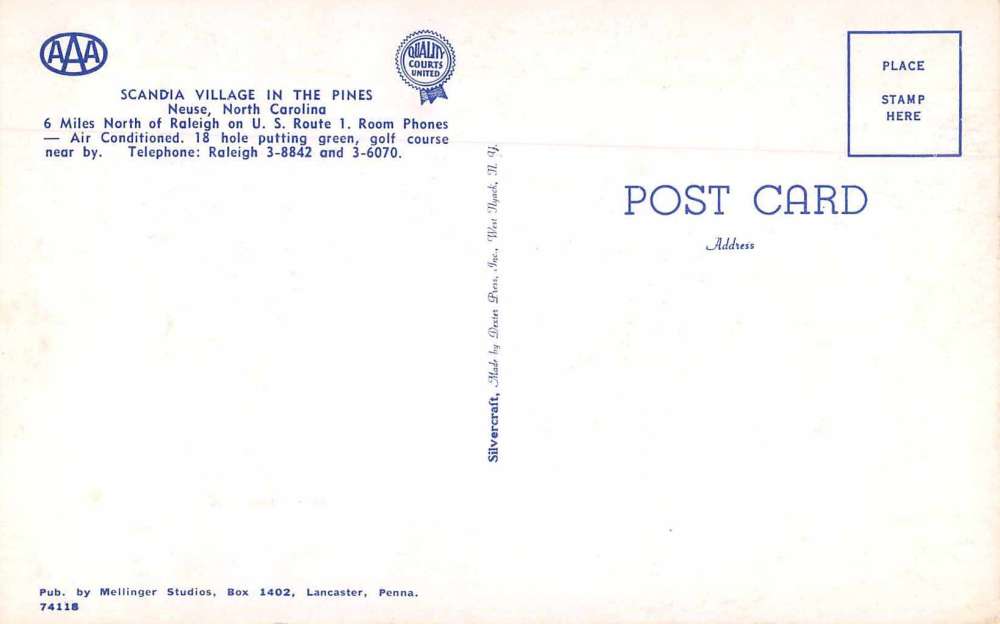 AAA
QUALITY
COURTS
UNITED
SCANDIA VILLAGE IN THE PINES
Neuse, North Carolina
6 Miles North of Raleigh on U. S. Route 1. Room Phones
— Air Conditioned. 18 hole putting green, golf course
near by. Telephone: Raleigh 3-8842 and 3-6070.
Silvercraft, Made by Dexter Press, Inc., West Nyack, N. Y.
PLACE
STAMP
HERE
POST CARD
Address
Pub. by Mellinger Studios, Box 1402, Lancaster, Penna.
74118